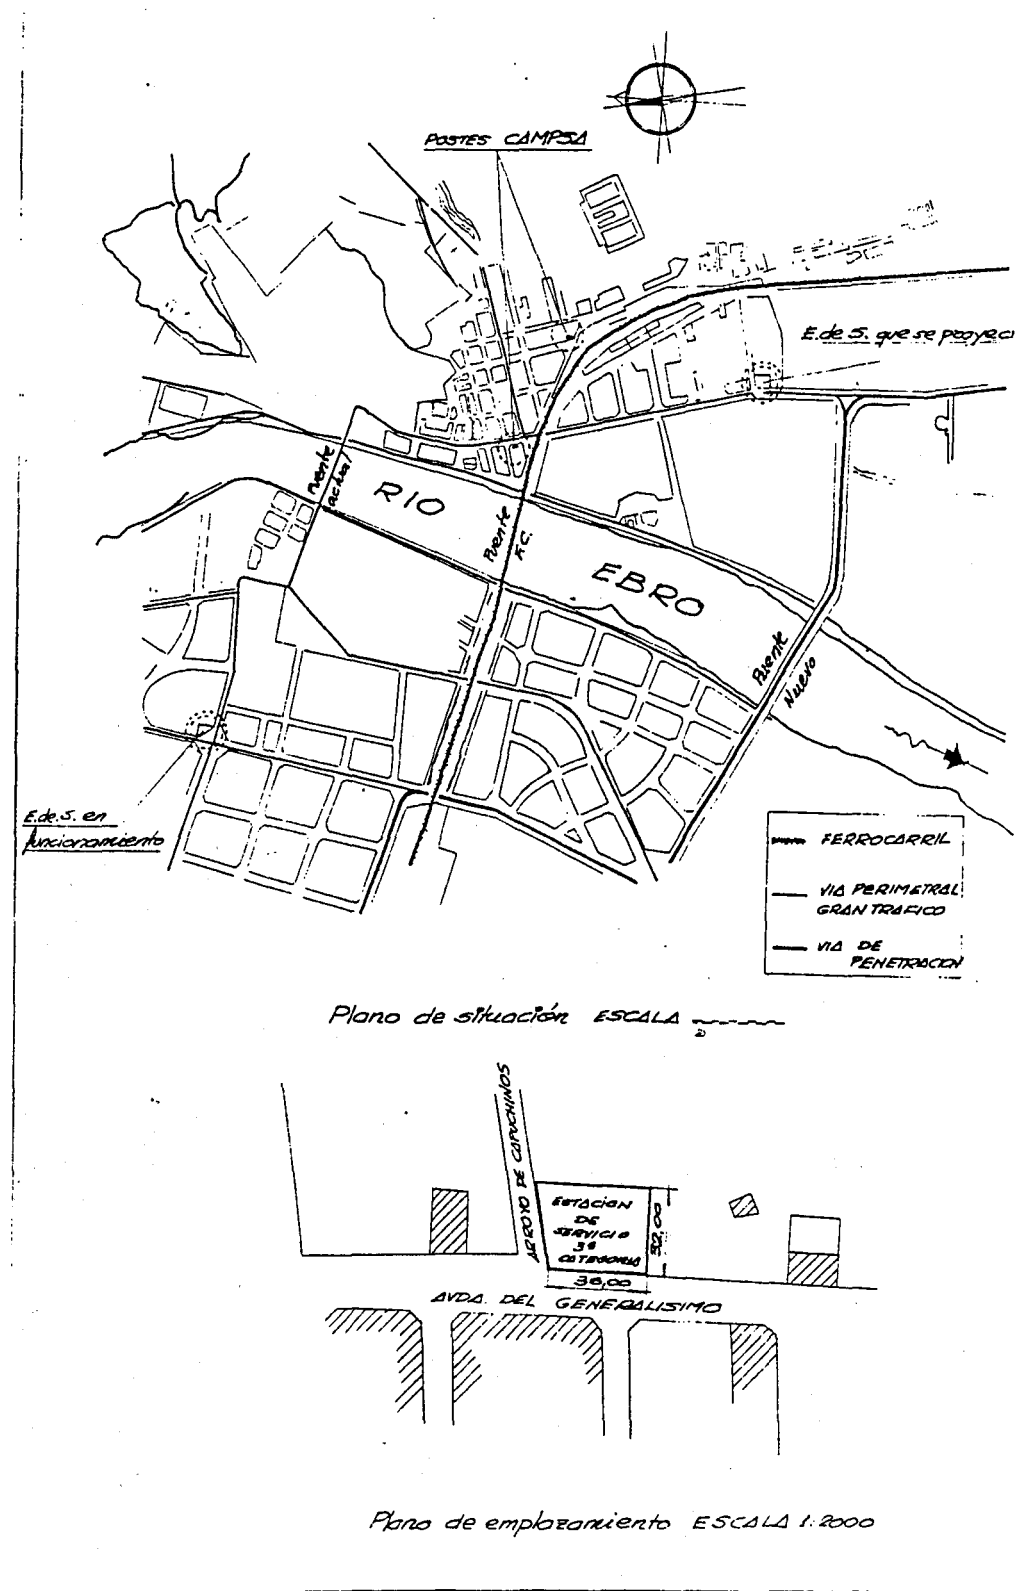 POSTES CAMPSA
E.de S. que se proyec
Puente
actual
RIO
Puente
F.C.
EBRO
Puente
Nuevo
E.de.S. en
funcionamiento
FERROCARRIL
VIA PERIMETRAL
GRAN TRAFICO
VIA DE
PENETRACION
Plano de situación ESCALA
ARROYO DE CAPUCHINOS
ESTACION
DE
SERVICIO
3ª
CATEGORIA
32,00
36,00
AVDA. DEL GENERALISIMO
Plano de emplazamiento ESCALA 1:2000